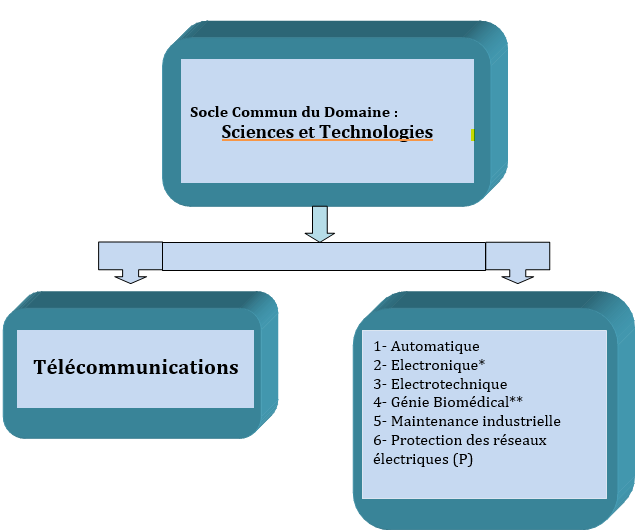 Socle Commun du Domaine :
Sciences et Technologies
Télécommunications
1- Automatique
2- Electronique*
3- Electrotechnique
4- Génie Biomédical**
5- Maintenance industrielle
6- Protection des réseaux
électriques (P)